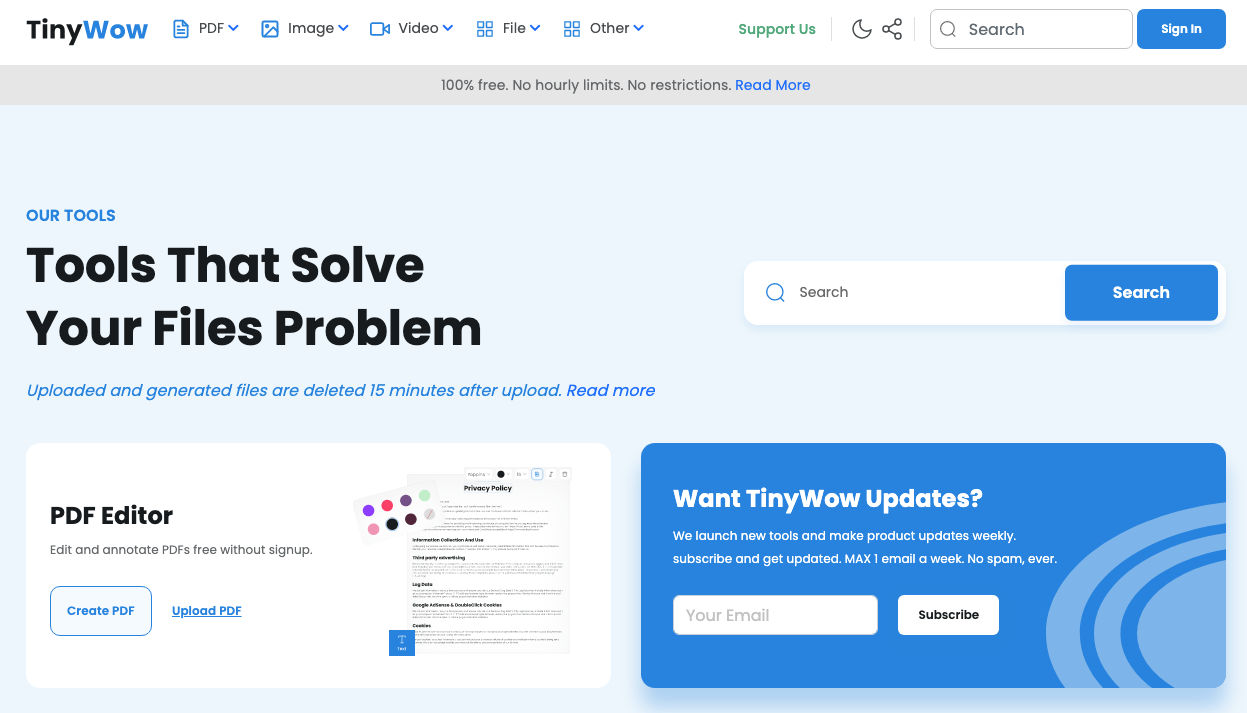 TinyWow
PDF
Image
Video
File
Other
Support Us
Search
Sign In
100% free. No hourly limits. No restrictions. Read More
OUR TOOLS
Tools That Solve
Your Files Problem
Search
Search
Uploaded and generated files are deleted 15 minutes after upload. Read more
PDF Editor
Edit and annotate PDFs free without signup.
Create PDF
Upload PDF
Poppins
Privacy Policy
Information Collection And Use
Third party advertising
Log Data
Google AdSense & DoubleClick Cookies
Cookies
T
Text
Want TinyWow Updates?
We launch new tools and make product updates weekly.
subscribe and get updated. MAX 1 email a week. No spam, ever.
Your Email
Subscribe